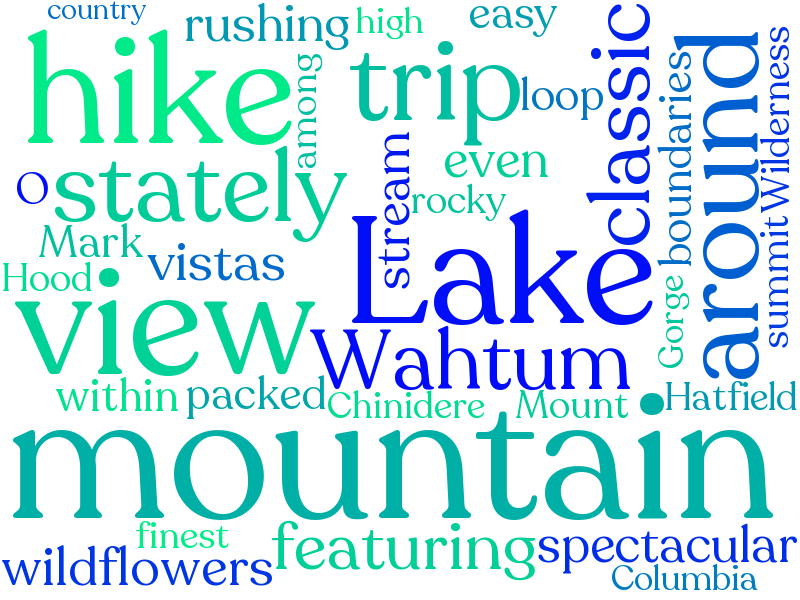 country
rushing
high
easy
hike
among
trip
loop
classic
boundaries
around
Wilderness
O
stately
stream
even
rocky
Mark
vistas
Hood
view
Lake
Gorge
summit
Wahtum
within
packed
Chinidere
Mount
Hatfield
mountain
finest
featuring
spectacular
wildflowers
Columbia